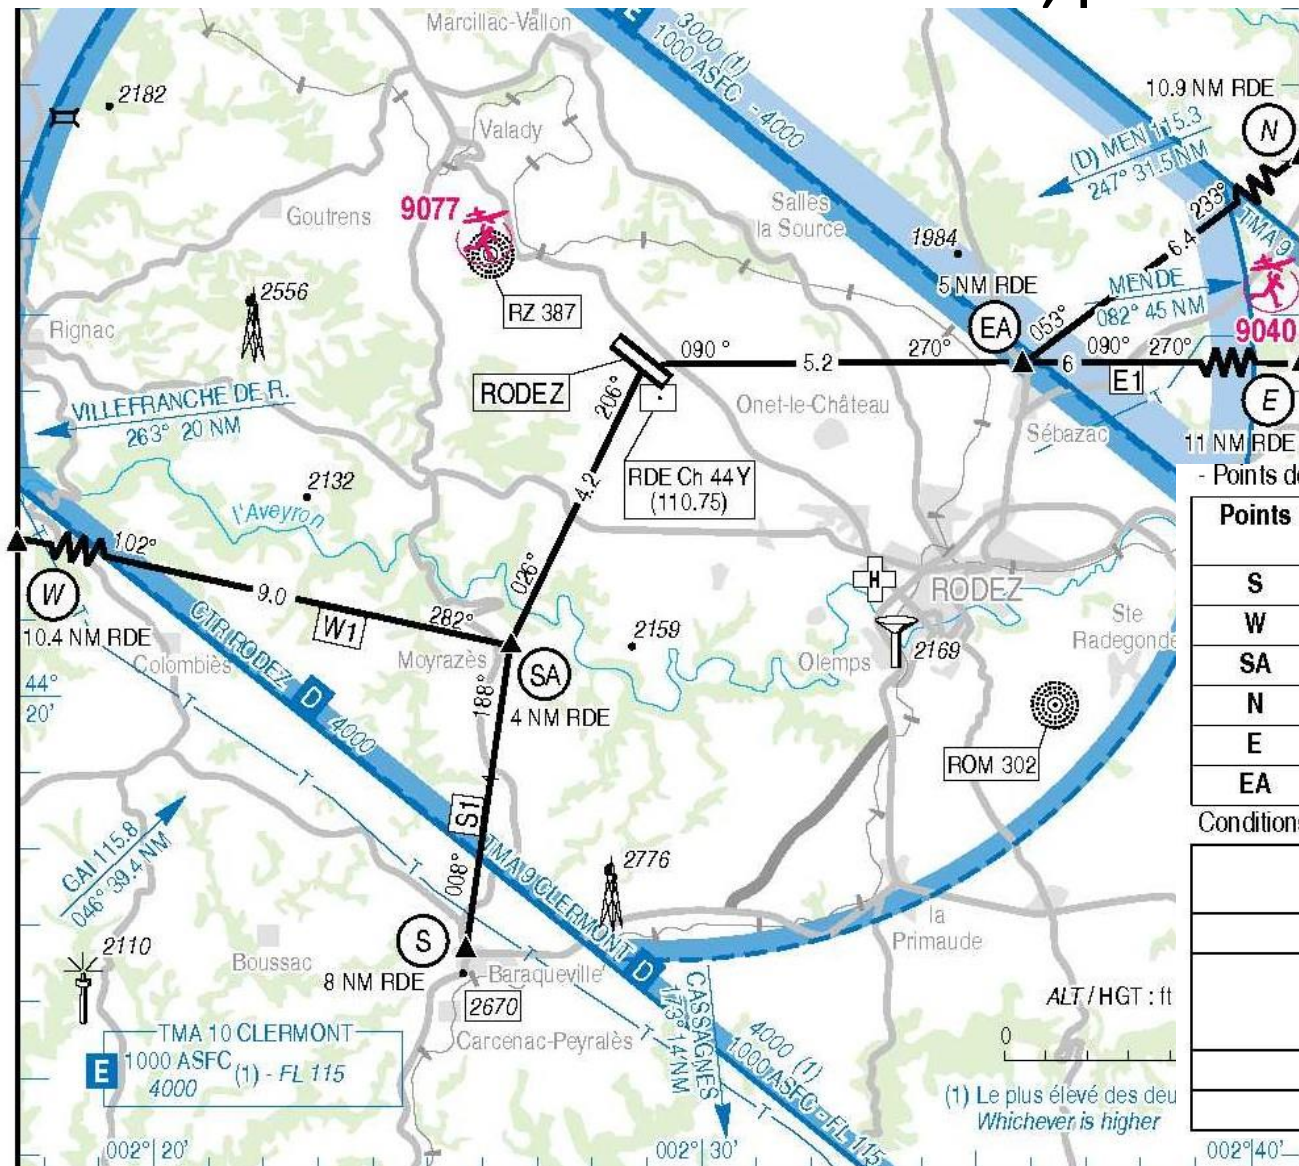 Marcillac-Vallon
E
3000 (1)
1000 ASFC - 4000
10.9 NM RDE
N
2182
Valady
(D) MEN 115.3
247° 31.5 NM
9077
Goutrens
Salles
la Source
233°
TMA 9
1984
6.4
2556
RZ 387
5 NM RDE
MENDE
082° 45 NM
9040
EA
053°
Rignac
090°
5.2
270°
6
090°
270°
E1
E
RODEZ
206°
VILLEFRANCHE DE R.
263° 20 NM
Onet-le-Château
Sébazac
11 NM RDE
RDE Ch 44 Y
(110.75)
4.2
2132
l'Aveyron
- Points de
Points
S
W
SA
N
E
EA
Conditions
102°
026°
H
W
9.0
W1
282°
RODEZ
10.4 NM RDE
CTR RODEZ
D
4000
Colombiès
Moyrazès
SA
2159
Olemps
2169
Ste
Radegonde
44°
20'
188°
4 NM RDE
T
ROM 302
S1
GAI 115.8
046° 39.4 NM
T
TMA 9 CLERMONT
D
2776
008°
la
Primaude
2110
Boussac
S
T
8 NM RDE
Baraqueville
2670
CASSAGNES
173° 14 NM
ALT / HGT : ft
0
TMA 10 CLERMONT
E
1000 ASFC
4000
(1) - FL 115
Carcenac-Peyralès
T
4000 (1)
1000 ASFC - FL 115
T
(1) Le plus élevé des deu
Whichever is higher
002° 20'
002° 30'
002° 40'